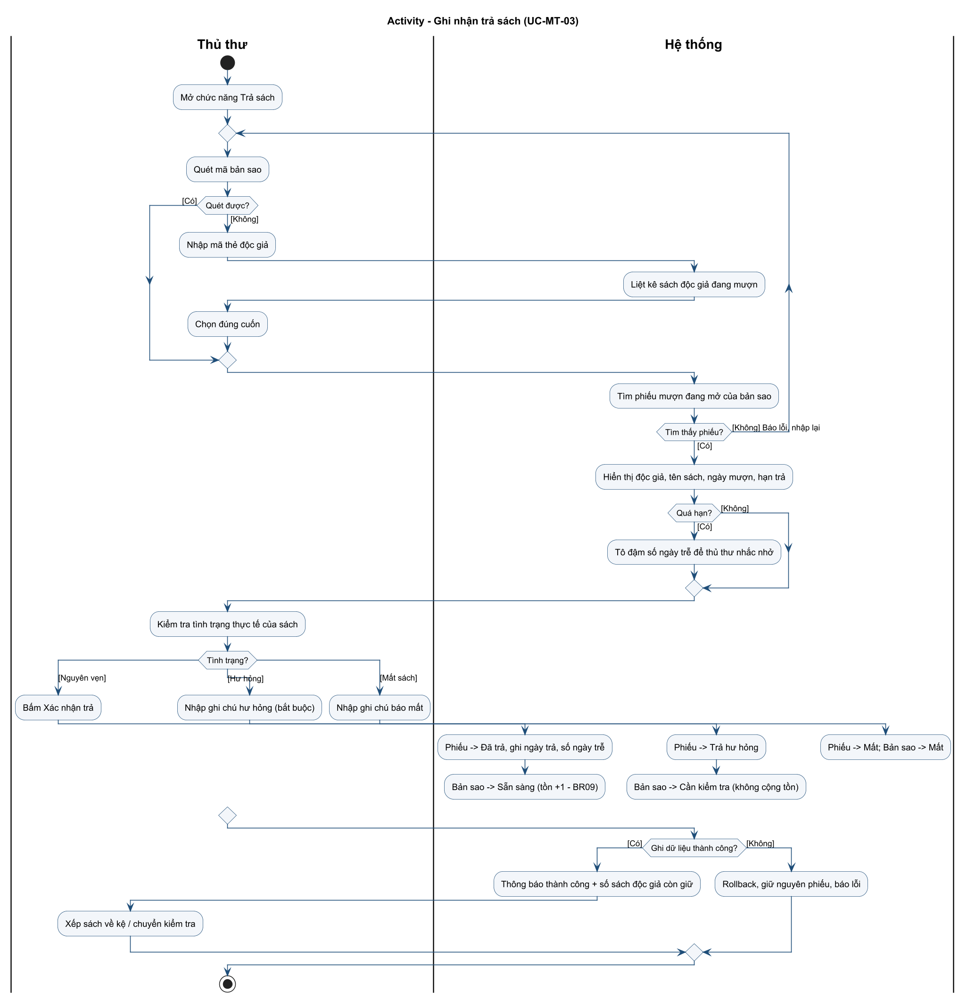 Activity - Ghi nhận trả sách (UC-MT-03)
Thủ thư
Hệ thống
Mở chức năng Trả sách
Quét mã bản sao
[Có]
Quét được?
[Không]
Nhập mã thẻ độc giả
Liệt kê sách độc giả đang mượn
Chọn đúng cuốn
Tìm phiếu mượn đang mở của bản sao
Tìm thấy phiếu?
[Không] Báo lỗi, nhập lại
[Có]
Hiển thị độc giả, tên sách, ngày mượn, hạn trả
Quá hạn?
[Không]
[Có]
Tô đậm số ngày trễ để thủ thư nhắc nhở
Kiểm tra tình trạng thực tế của sách
Tình trạng?
[Nguyên vẹn]
[Hư hỏng]
[Mất sách]
Bấm Xác nhận trả
Nhập ghi chú hư hỏng (bắt buộc)
Nhập ghi chú báo mất
Phiếu -> Đã trả, ghi ngày trả, số ngày trễ
Phiếu -> Trả hư hỏng
Phiếu -> Mất; Bản sao -> Mất
Bản sao -> Sẵn sàng (tồn +1 - BR09)
Bản sao -> Cần kiểm tra (không cộng tồn)
[Có]
Ghi dữ liệu thành công?
[Không]
Thông báo thành công + số sách độc giả còn giữ
Rollback, giữ nguyên phiếu, báo lỗi
Xếp sách về kệ / chuyển kiểm tra